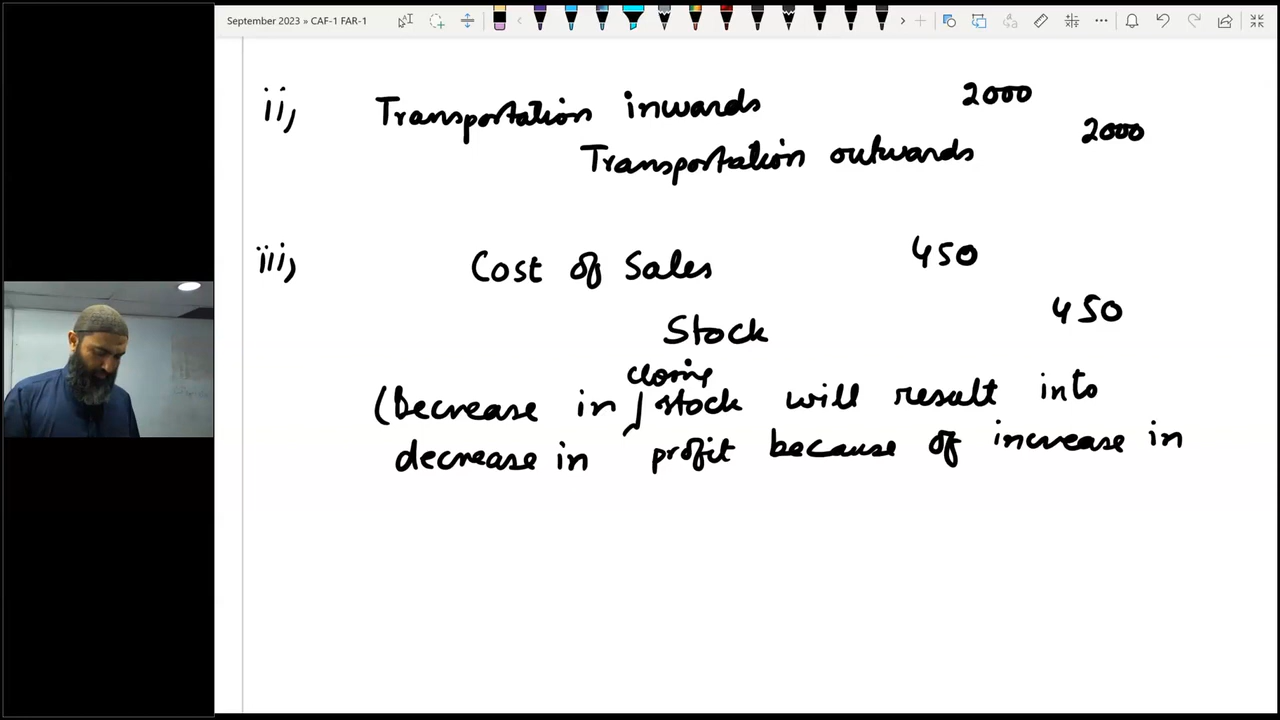 September 2023 » CAF-1 FAR-1
ii, Transportation inwards 2000
Transportation outwards 2000
iii, Cost of Sales 450
Stock 450
closing
(Decrease in stock will result into
decrease in profit because of increase in